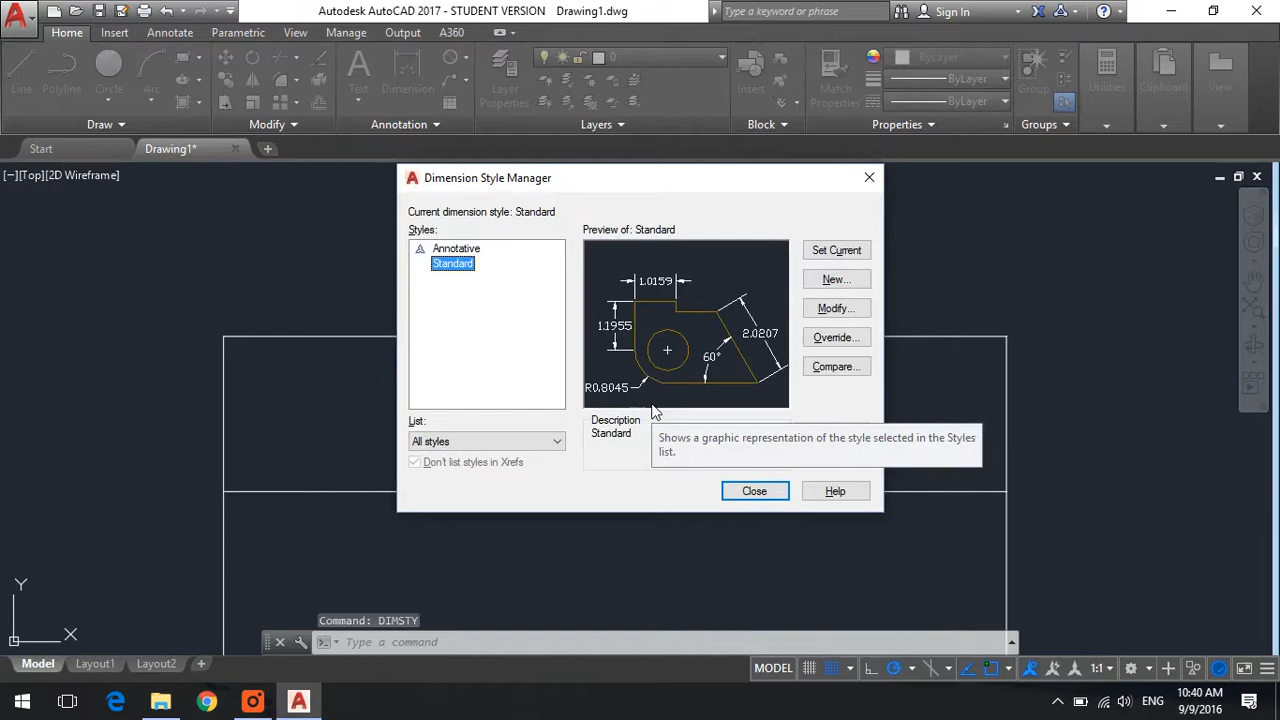 Autodesk AutoCAD 2017 - STUDENT VERSION Drawing1.dwg
Type a keyword or phrase
Sign In
Home Insert Annotate Parametric View Manage Output A360
Line Polyline Circle Arc
Text Dimension
Layer Properties
0
Insert
Match Properties
ByLayer
ByLayer
ByLayer
Group
Utilities
Clipboard
View
Draw Modify Annotation Layers Block Properties Groups
Start Drawing1*
[−][Top][2D Wireframe]
Dimension Style Manager
Current dimension style: Standard
Styles:
Annotative
Standard
Preview of: Standard
1.0159
1.1955
2.0207
60°
R0.8045
Set Current
New...
Modify...
Override...
Compare...
List:
All styles
Don't list styles in Xrefs
Description
Standard
Shows a graphic representation of the style selected in the Styles
list.
Close
Help
Y
X
Command: DIMSTY
Type a command
Model Layout1 Layout2
MODEL
1:1
ENG
10:40 AM
9/9/2016